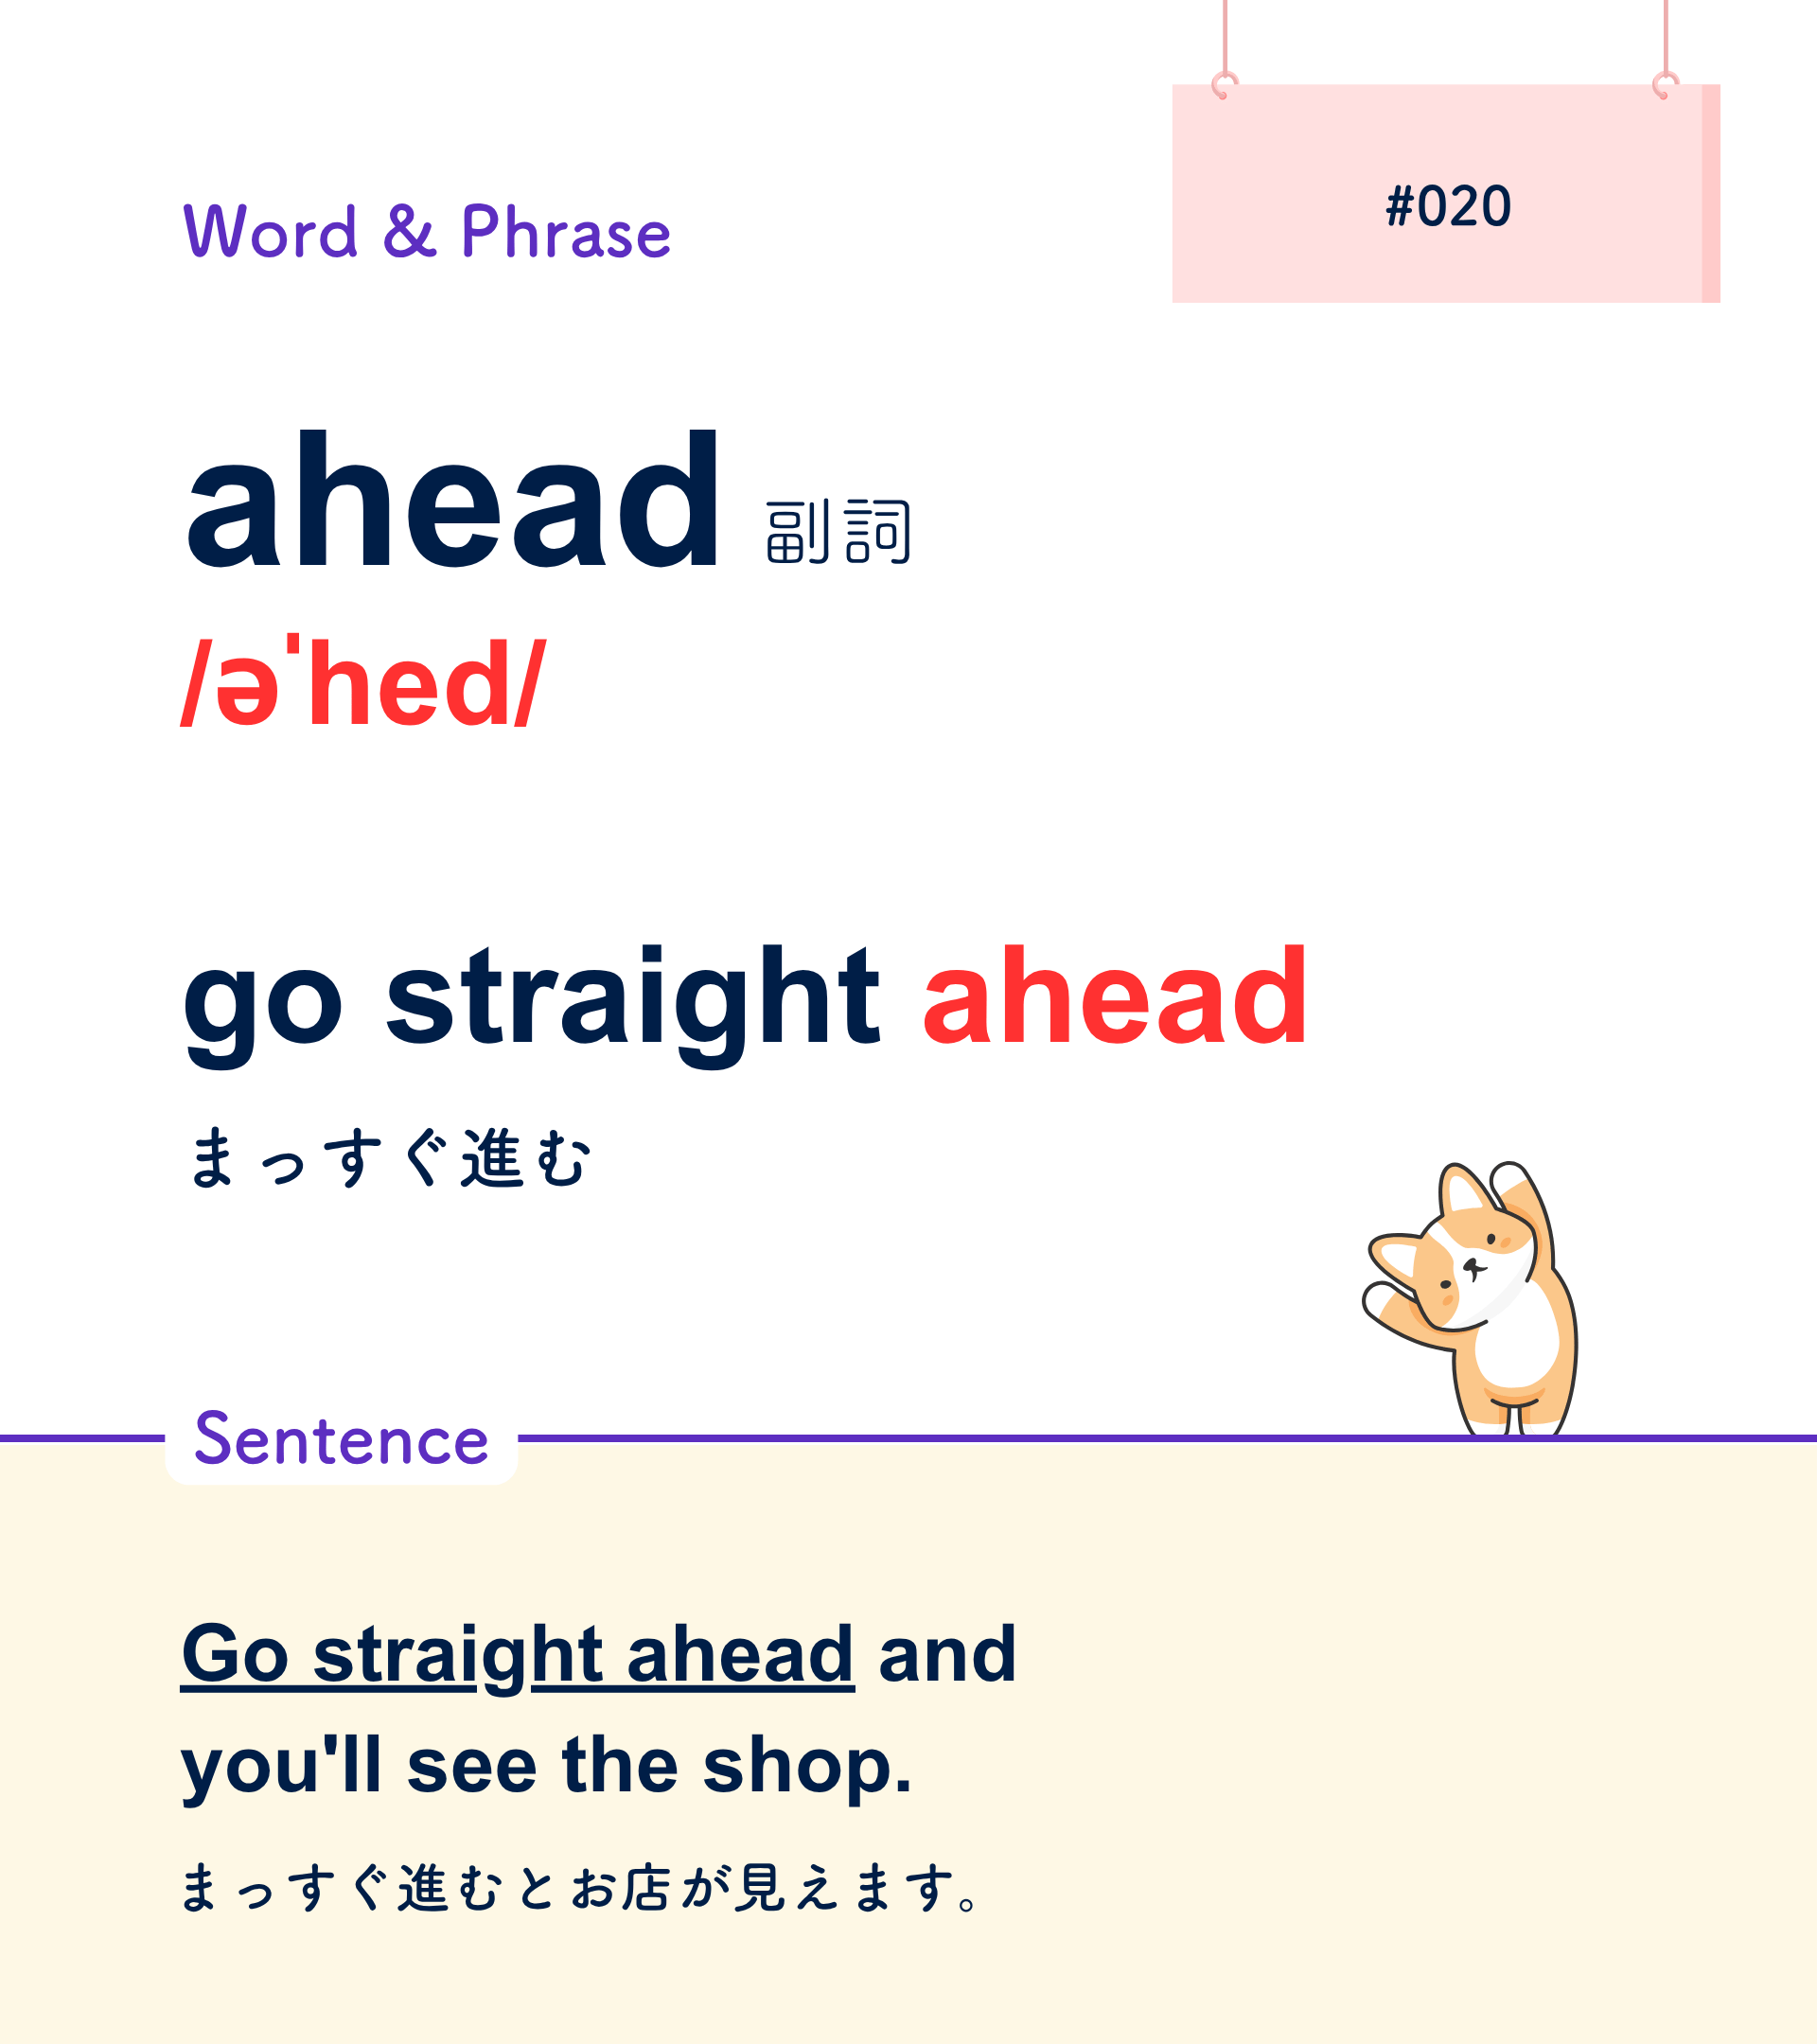 #020
Word & Phrase
ahead 副詞
/əˈhed/
go straight ahead
まっすぐ進む
Sentence
Go straight ahead and
you'll see the shop.
まっすぐ進むとお店が見えます。